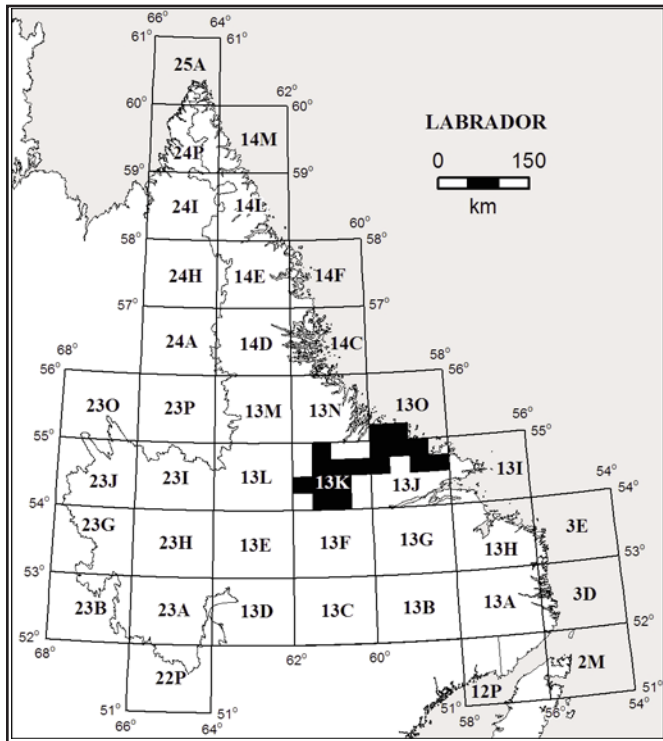 66° 64°
61° 61°
25A
62°
60° 60°
LABRADOR
24P 14M
0 150
59° 59°
km
24I 14L
60°
58° 58°
24H 14E 14F
57° 57°
68° 24A 14D 14C 58°
56° 56°
23O 23P 13M 13N 13O 56°
55° 55°
23J 23I 13L 13K 13J 13I 54°
54° 54°
23G 23H 13E 13F 13G 13H 3E
53° 53°
23B 23A 13D 13C 13B 13A 3D
52° 52°
68° 62° 60°
22P 12P 2M
51° 51° 58° 56° 51°
66° 64° 51° 54°